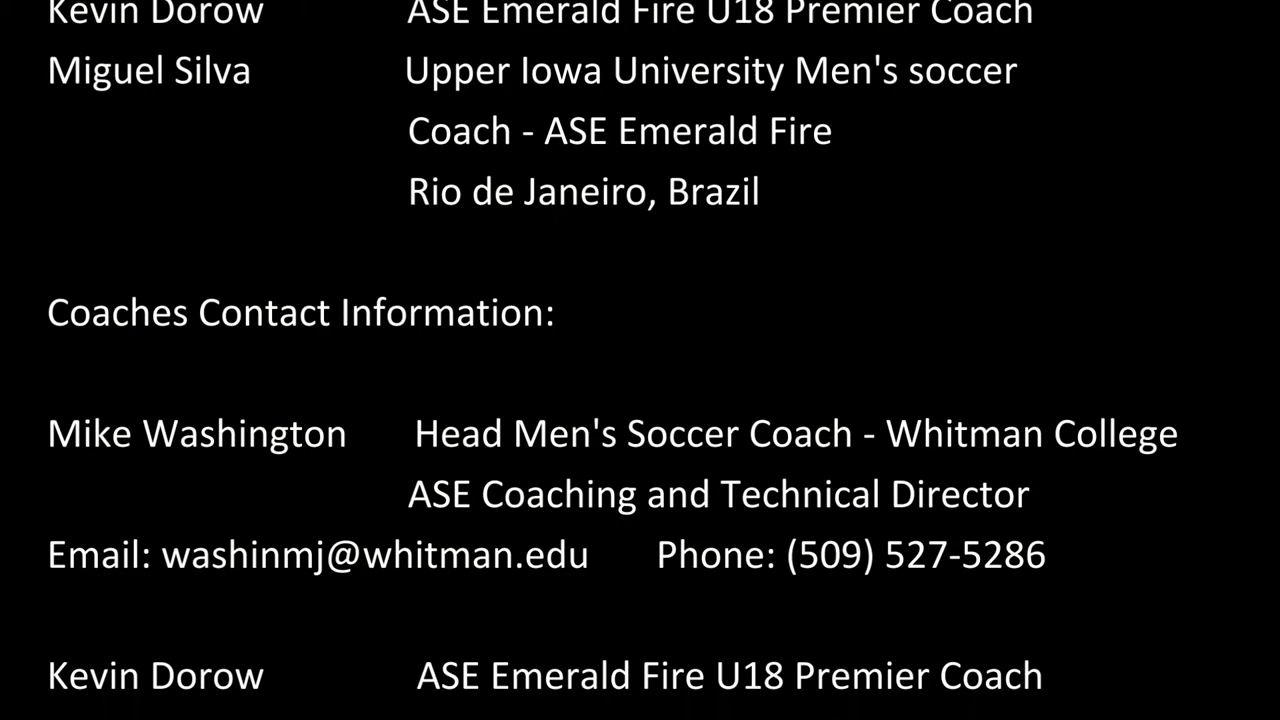 Kevin Dorow ASE Emerald Fire U18 Premier Coach
Miguel Silva Upper Iowa University Men's soccer
Coach - ASE Emerald Fire
Rio de Janeiro, Brazil
Coaches Contact Information:
Mike Washington Head Men's Soccer Coach - Whitman College
ASE Coaching and Technical Director
Email: washinmj@whitman.edu Phone: (509) 527-5286
Kevin Dorow ASE Emerald Fire U18 Premier Coach